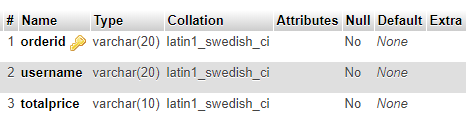 # Name Type Collation Attributes Null Default Extra
1 orderid varchar(20) latin1_swedish_ci No None
2 username varchar(20) latin1_swedish_ci No None
3 totalprice varchar(10) latin1_swedish_ci No None